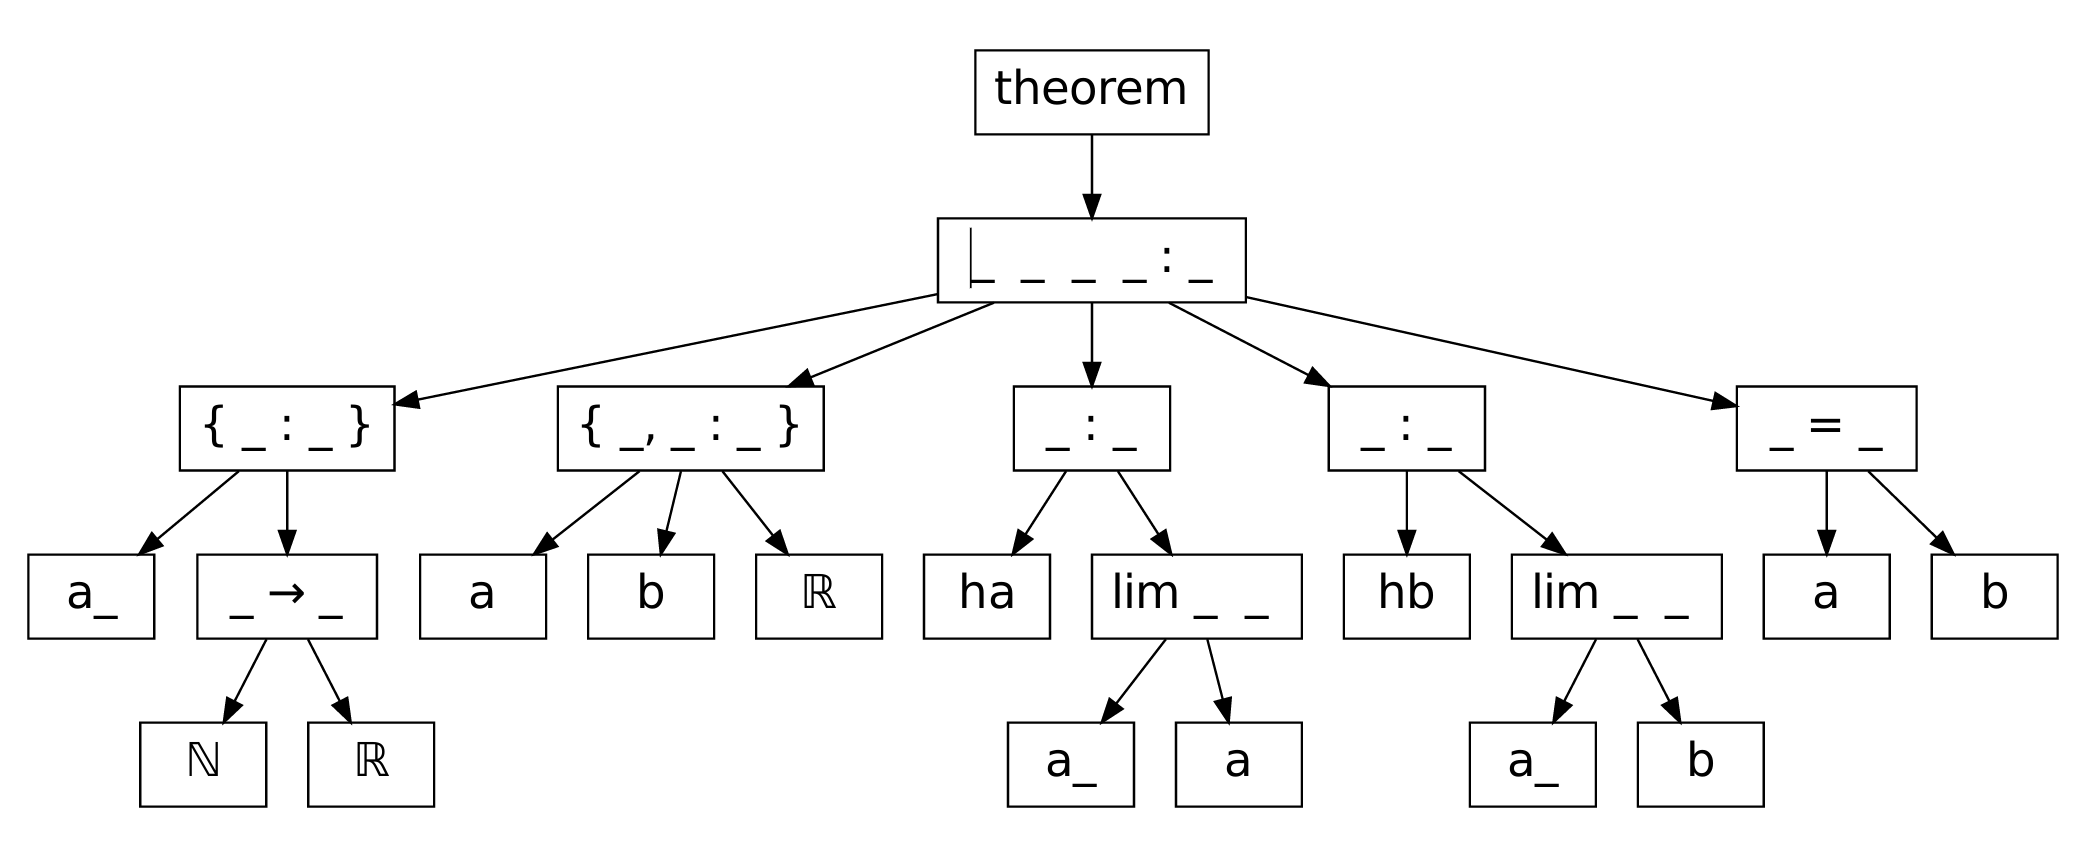 theorem
_ _ _ _ : _
{ _ : _ }
{ _, _ : _ }
_ : _
_ : _
_ = _
a_
_ → _
a
b
ℝ
ha
lim _ _
hb
lim _ _
a
b
ℕ
ℝ
a_
a
a_
b